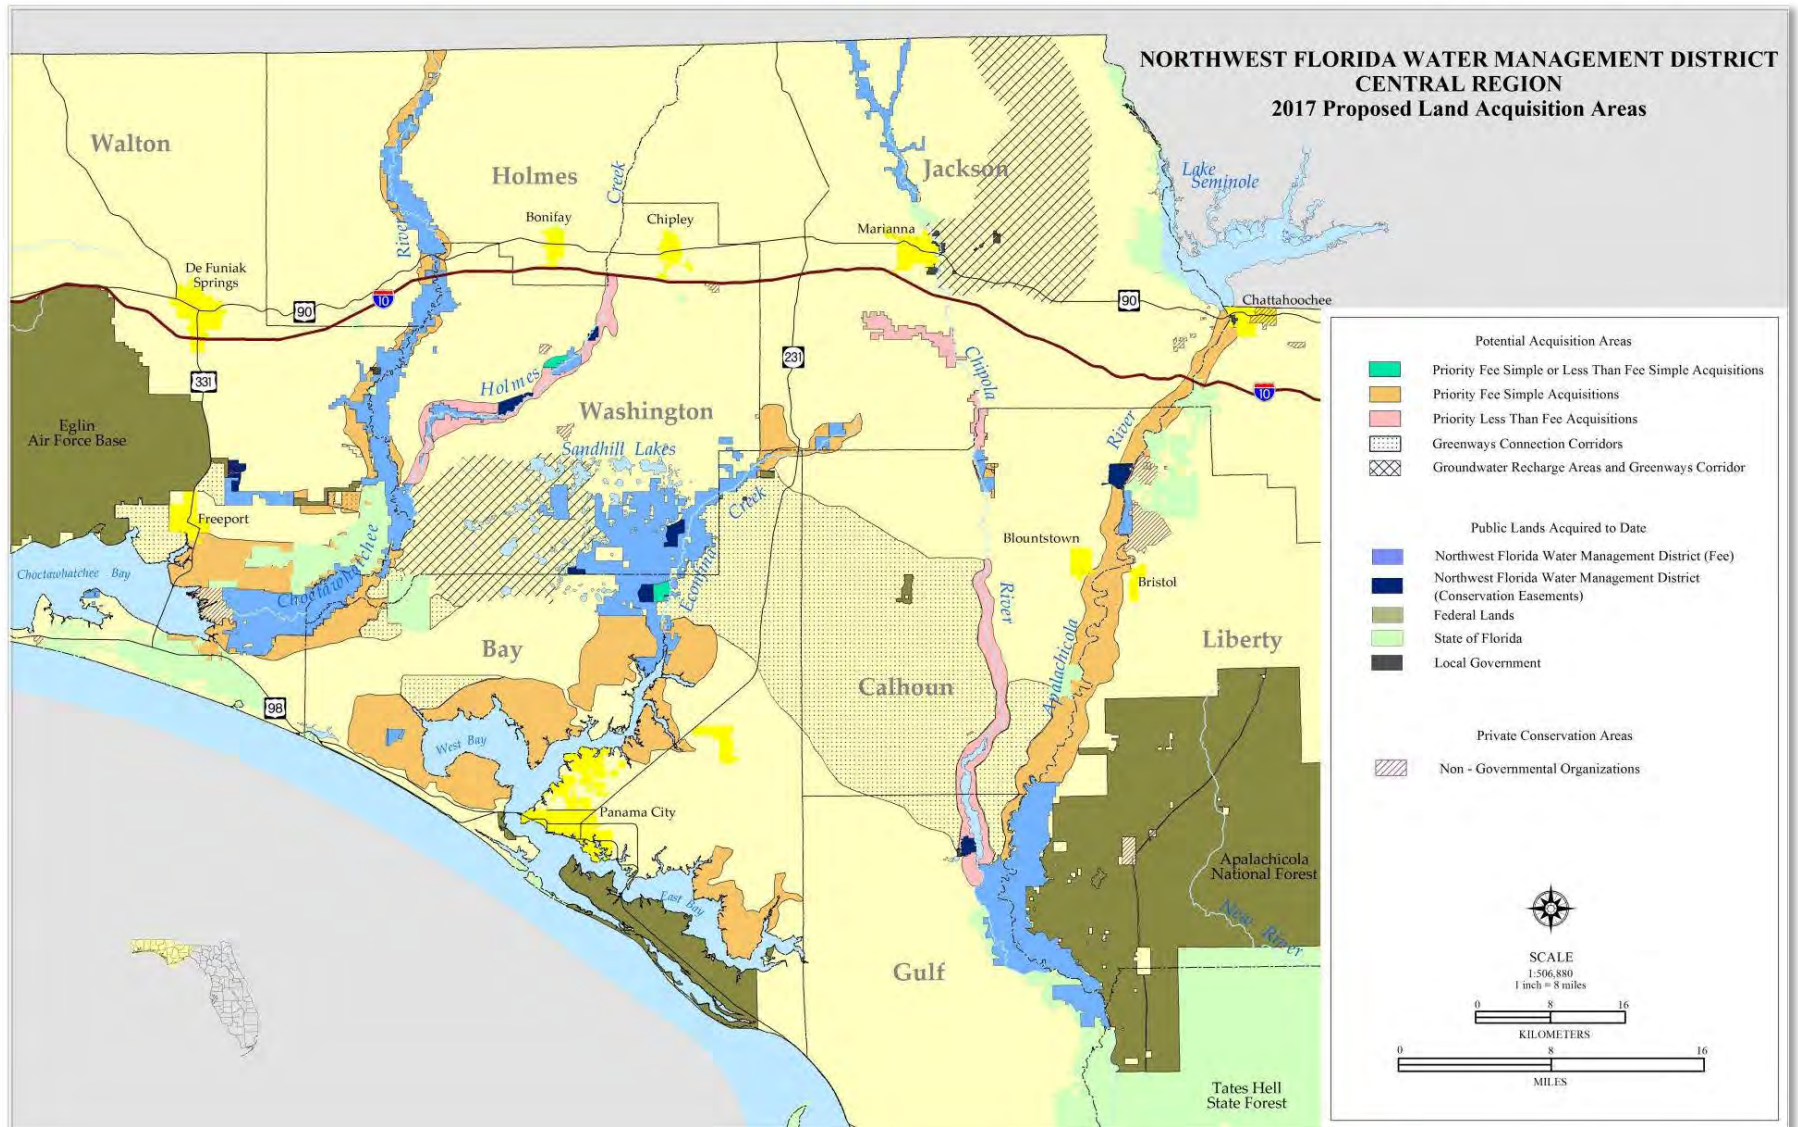 NORTHWEST FLORIDA WATER MANAGEMENT DISTRICT
CENTRAL REGION
2017 Proposed Land Acquisition Areas
Walton
Holmes
Jackson
Creek
River
Lake
Seminole
Bonifay
Chipley
Marianna
De Funiak
Springs
90
10
90
Chattahoochee
331
231
10
Holmes
Chipola
River
Washington
Eglin
Air Force Base
Sandhill Lakes
Creek
Freeport
Choctawhatchee
Choctawhatchee Bay
Econfina
Blountstown
Bristol
River
Apalachicola
Liberty
Bay
Calhoun
98
West Bay
Panama City
East Bay
Apalachicola
National Forest
New River
Gulf
Tates Hell
State Forest
Potential Acquisition Areas
Priority Fee Simple or Less Than Fee Simple Acquisitions
Priority Fee Simple Acquisitions
Priority Less Than Fee Acquisitions
Greenways Connection Corridors
Groundwater Recharge Areas and Greenways Corridor
Public Lands Acquired to Date
Northwest Florida Water Management District (Fee)
Northwest Florida Water Management District
(Conservation Easements)
Federal Lands
State of Florida
Local Government
Private Conservation Areas
Non - Governmental Organizations
SCALE
1:506,880
1 inch = 8 miles
0 8 16
KILOMETERS
0 8 16
MILES